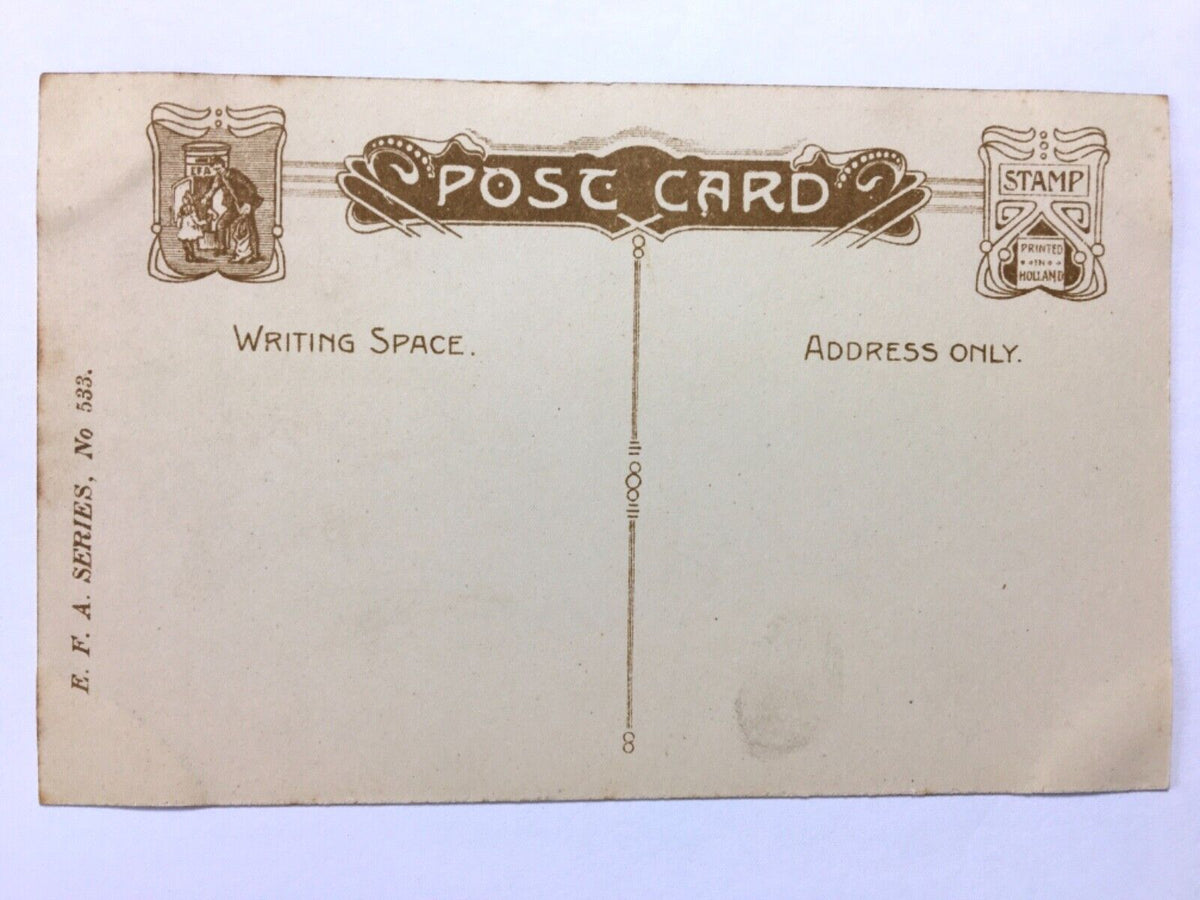 EFA
POST CARD
STAMP
PRINTED
IN
HOLLAND
WRITING SPACE.
ADDRESS ONLY.
E. F. A. SERIES, No 533.